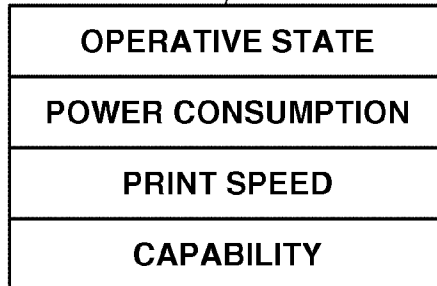 OPERATIVE STATE
POWER CONSUMPTION
PRINT SPEED
CAPABILITY